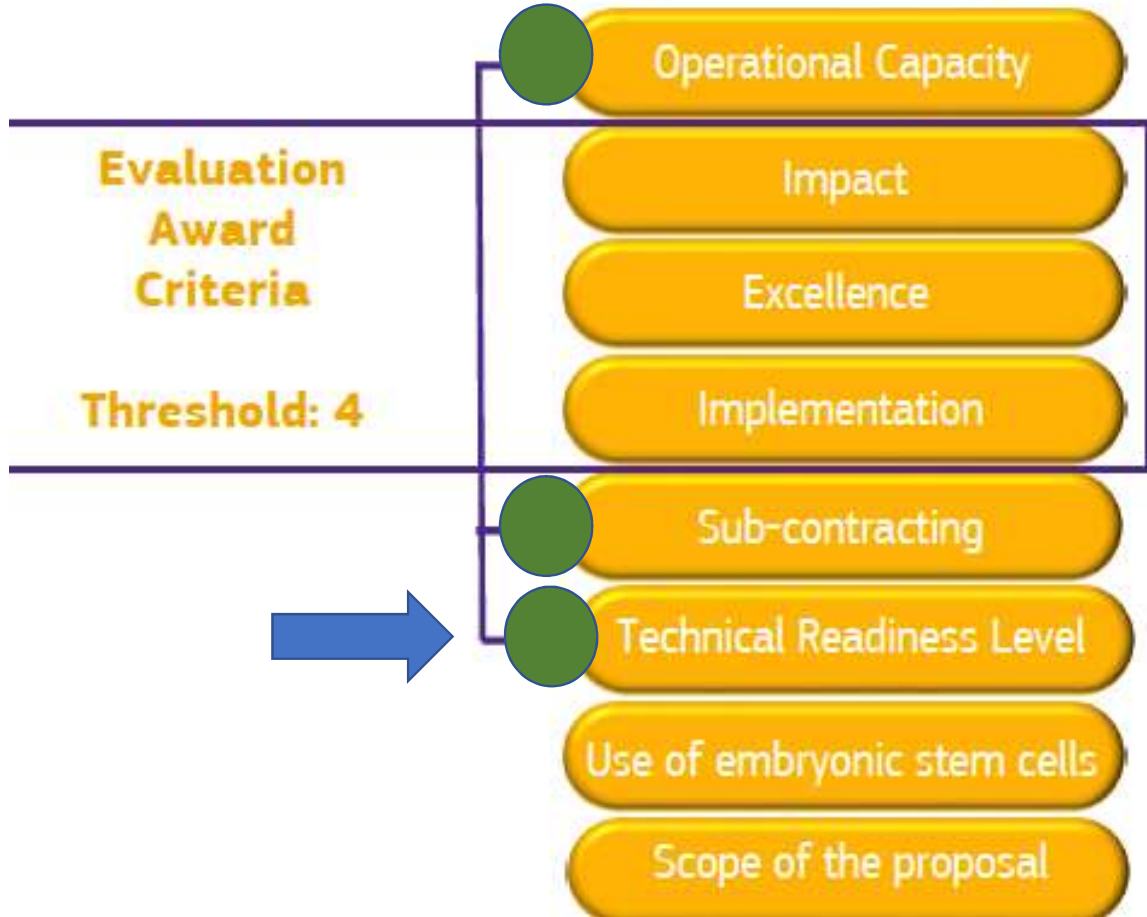 Operational Capacity
Evaluation
Award
Criteria
Threshold: 4
Impact
Excellence
Implementation
Sub-contracting
Technical Readiness Level
Use of embryonic stem cells
Scope of the proposal